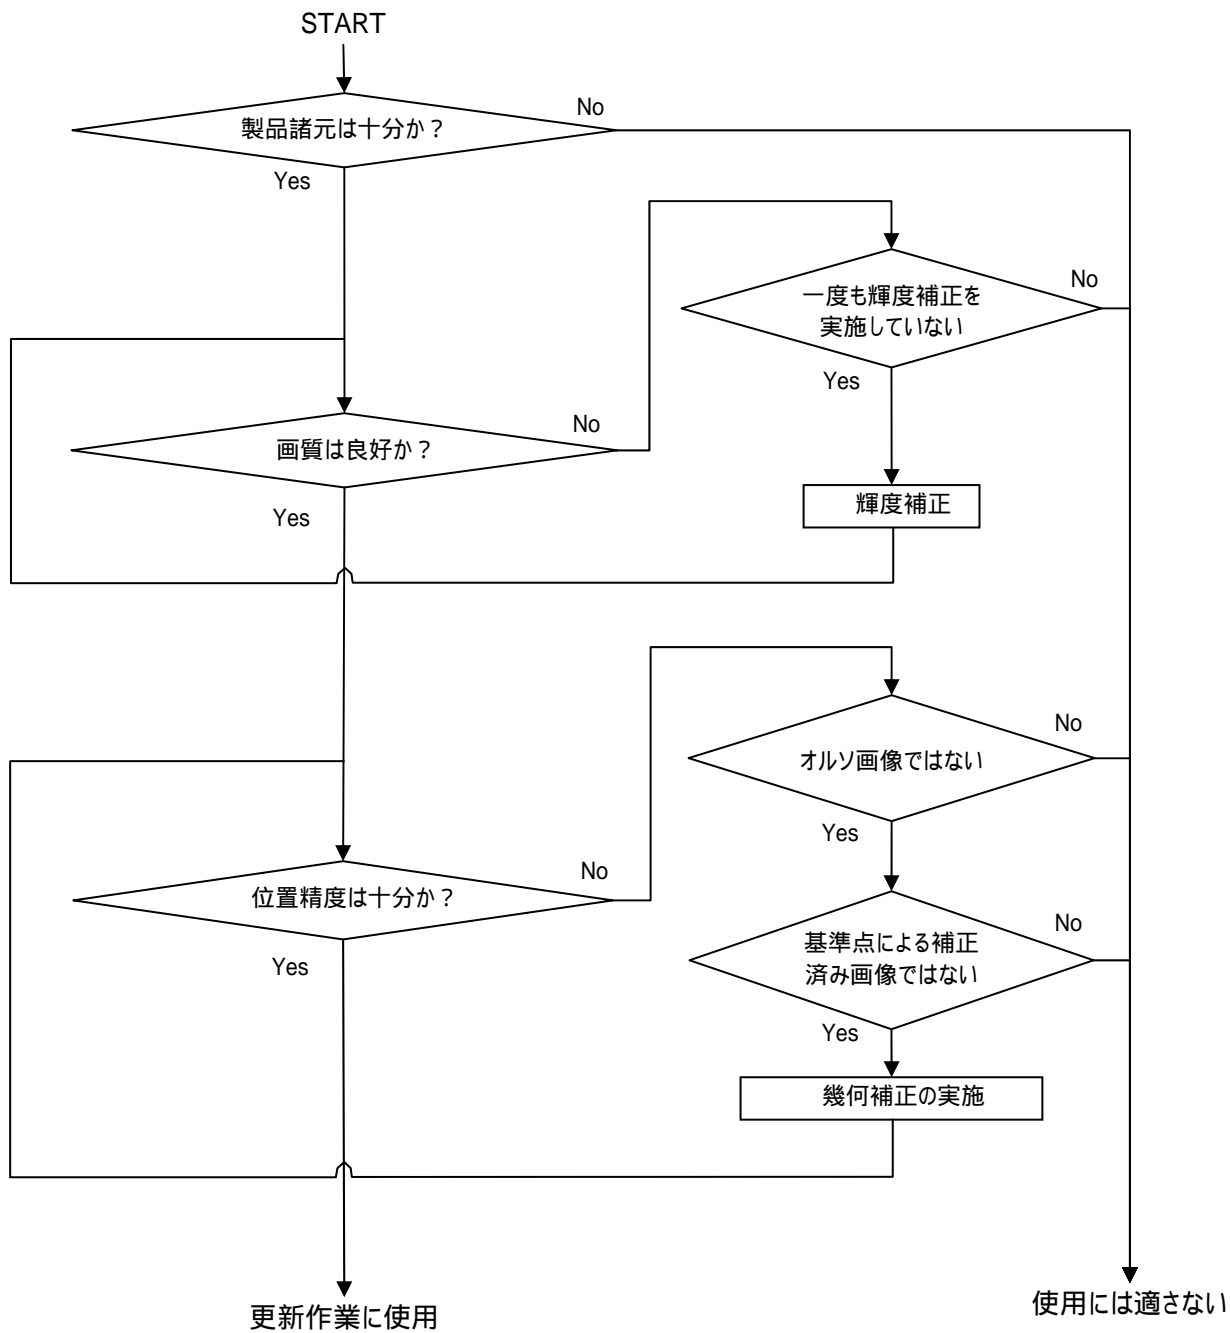 START
製品諸元は十分か？
No
Yes
一度も輝度補正を
実施していない
No
Yes
画質は良好か？
No
Yes
輝度補正
オルソ画像ではない
No
Yes
位置精度は十分か？
No
Yes
基準点による補正
済み画像ではない
No
Yes
幾何補正の実施
更新作業に使用
使用には適さない